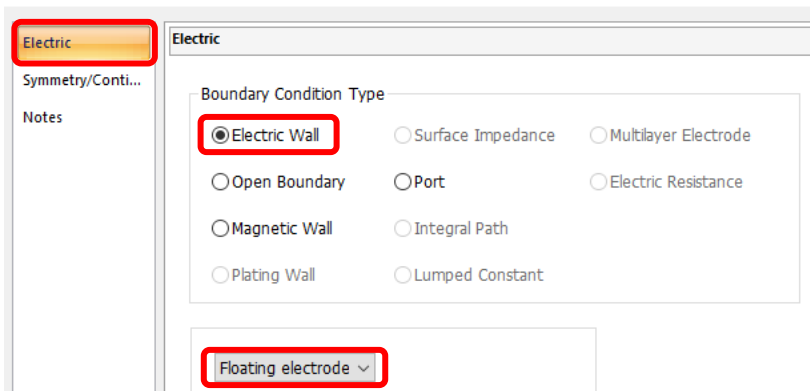 Electric
Symmetry/Conti...
Notes
Electric
Boundary Condition Type
Electric Wall Surface Impedance Multilayer Electrode
Open Boundary Port Electric Resistance
Magnetic Wall Integral Path
Plating Wall Lumped Constant
Floating electrode